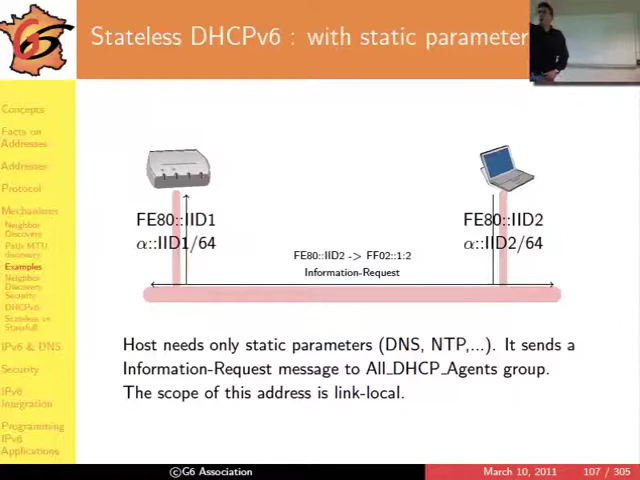 Stateless DHCPv6 : with static parameter
Concepts
Facts on
Addresses
Addresses
Protocol
Mechanisms
Neighbor
Discovery
Path MTU
discovery
Examples
Neighbor
Discovery
Security
DHCPv6
Stateless vs
Statefull
IPv6 & DNS
Security
IPv6
Integration
Programming
IPv6
Applications
FE80::IID1
α::IID1/64
FE80::IID2
α::IID2/64
FE80::IID2 -> FF02::1:2
Information-Request
Host needs only static parameters (DNS, NTP,...). It sends a
Information-Request message to All_DHCP_Agents group.
The scope of this address is link-local.
©G6 Association
March 10, 2011
107 / 305